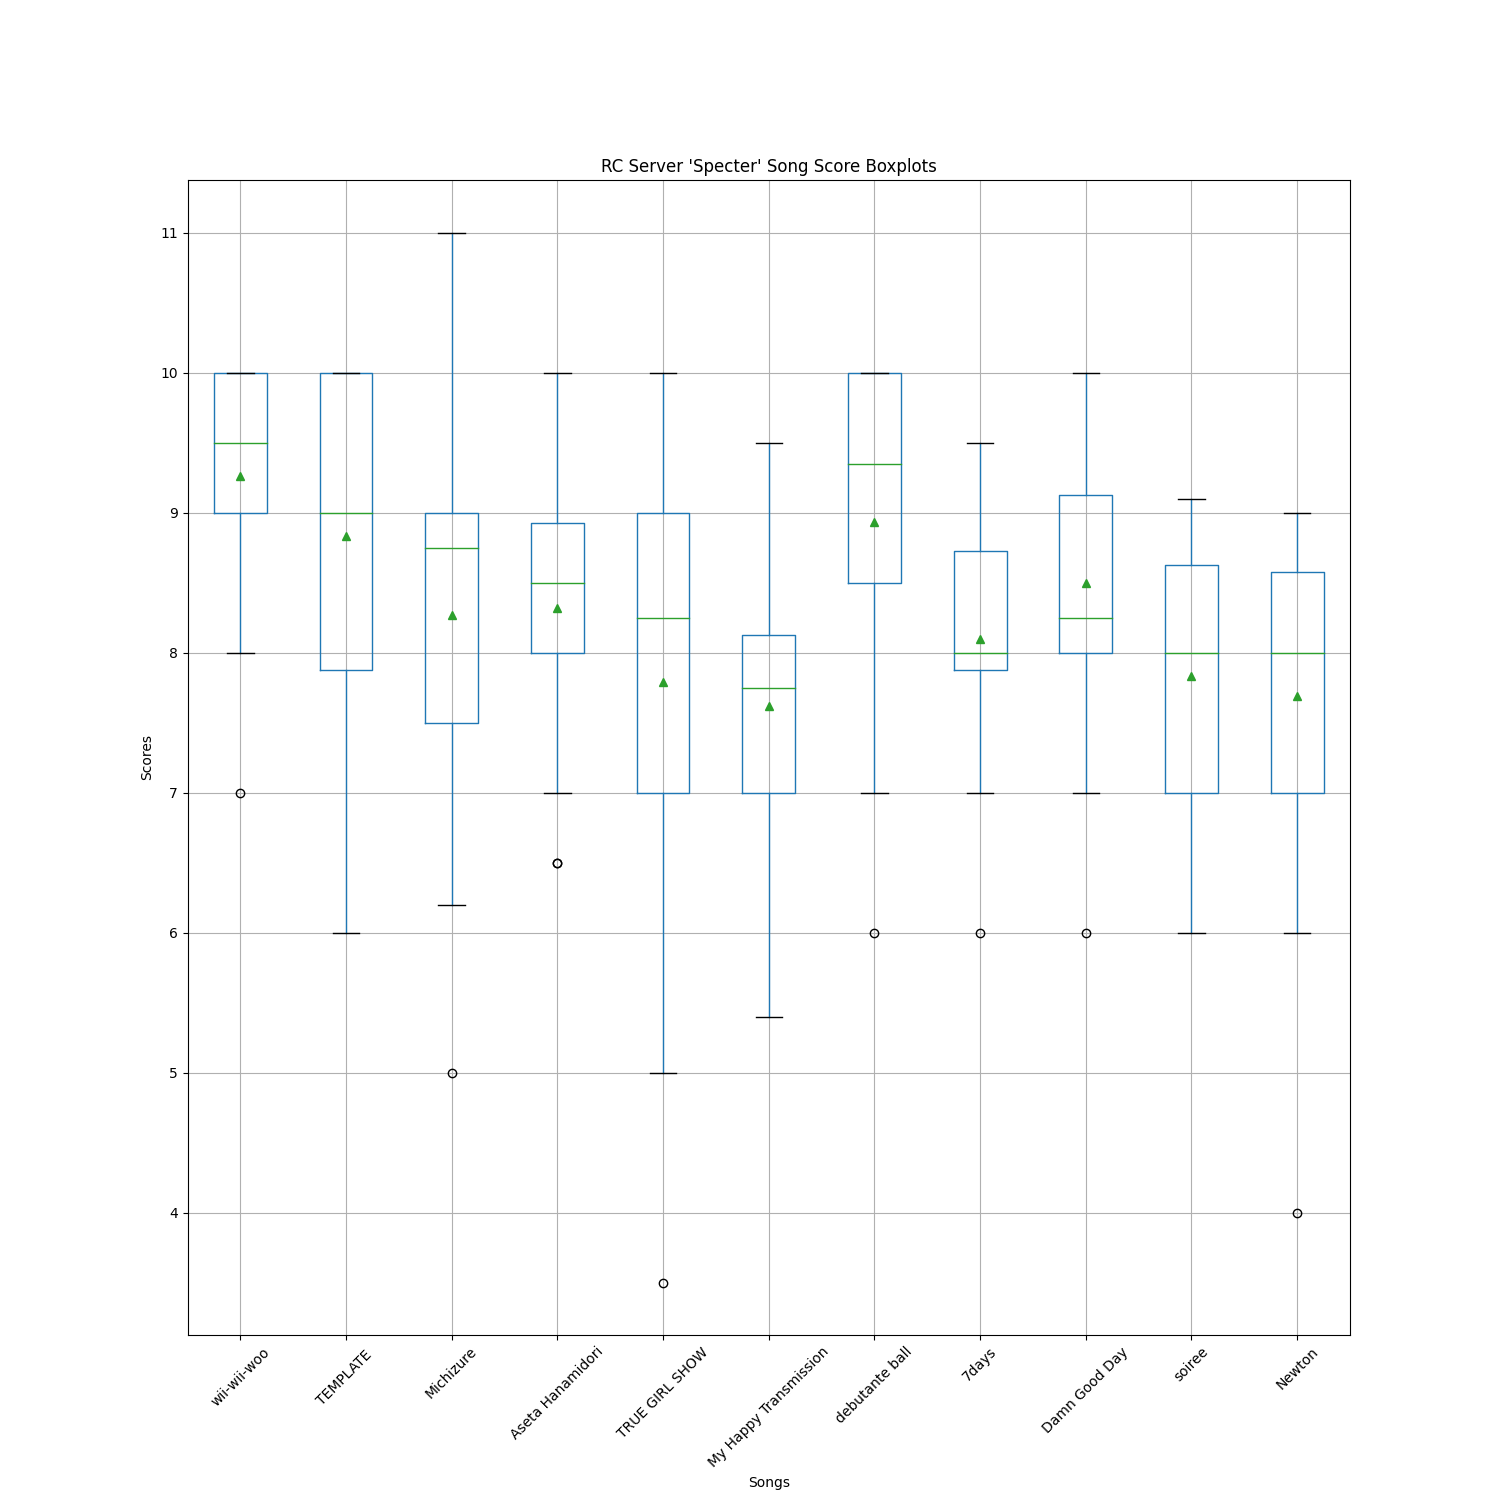 RC Server 'Specter' Song Score Boxplots
11
10
9
8
7
6
5
4
Scores
wii-wii-woo
TEMPLATE
Michizure
Aseta Hanamidori
TRUE GIRL SHOW
My Happy Transmission
debutante ball
7days
Damn Good Day
soiree
Newton
Songs